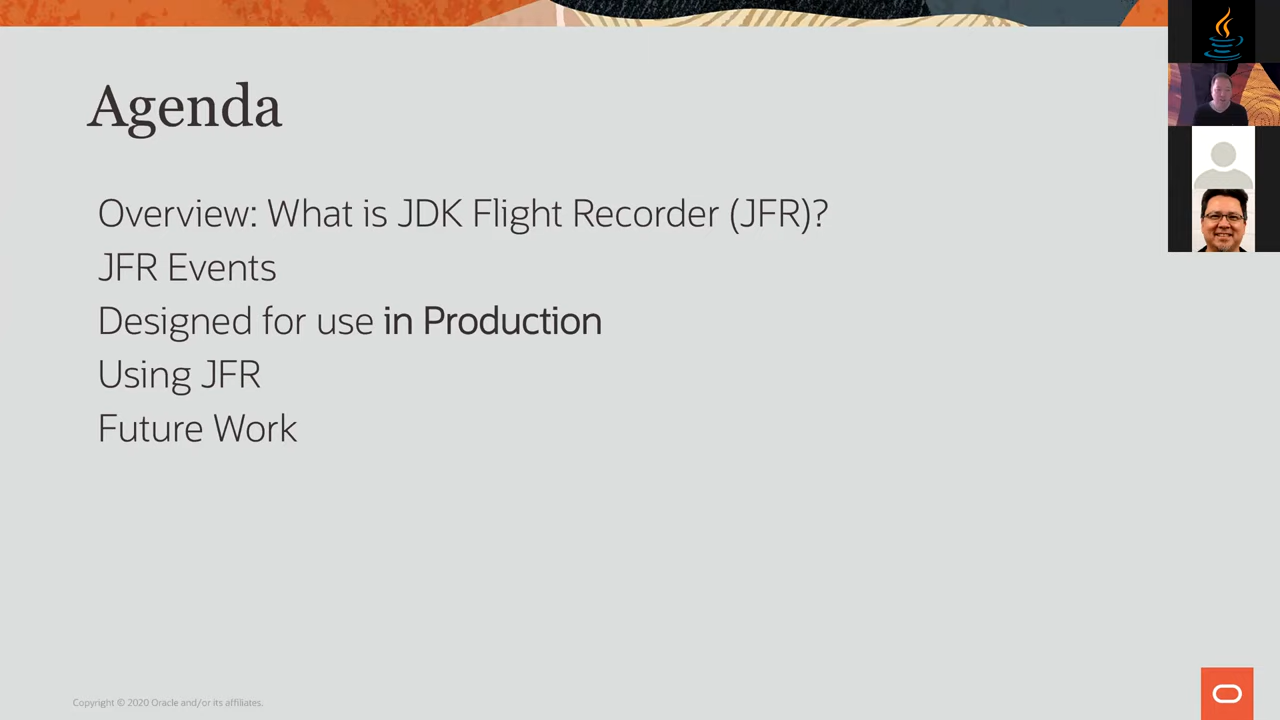 Agenda
Overview: What is JDK Flight Recorder (JFR)?
JFR Events
Designed for use in Production
Using JFR
Future Work
Copyright © 2020 Oracle and/or its affiliates.